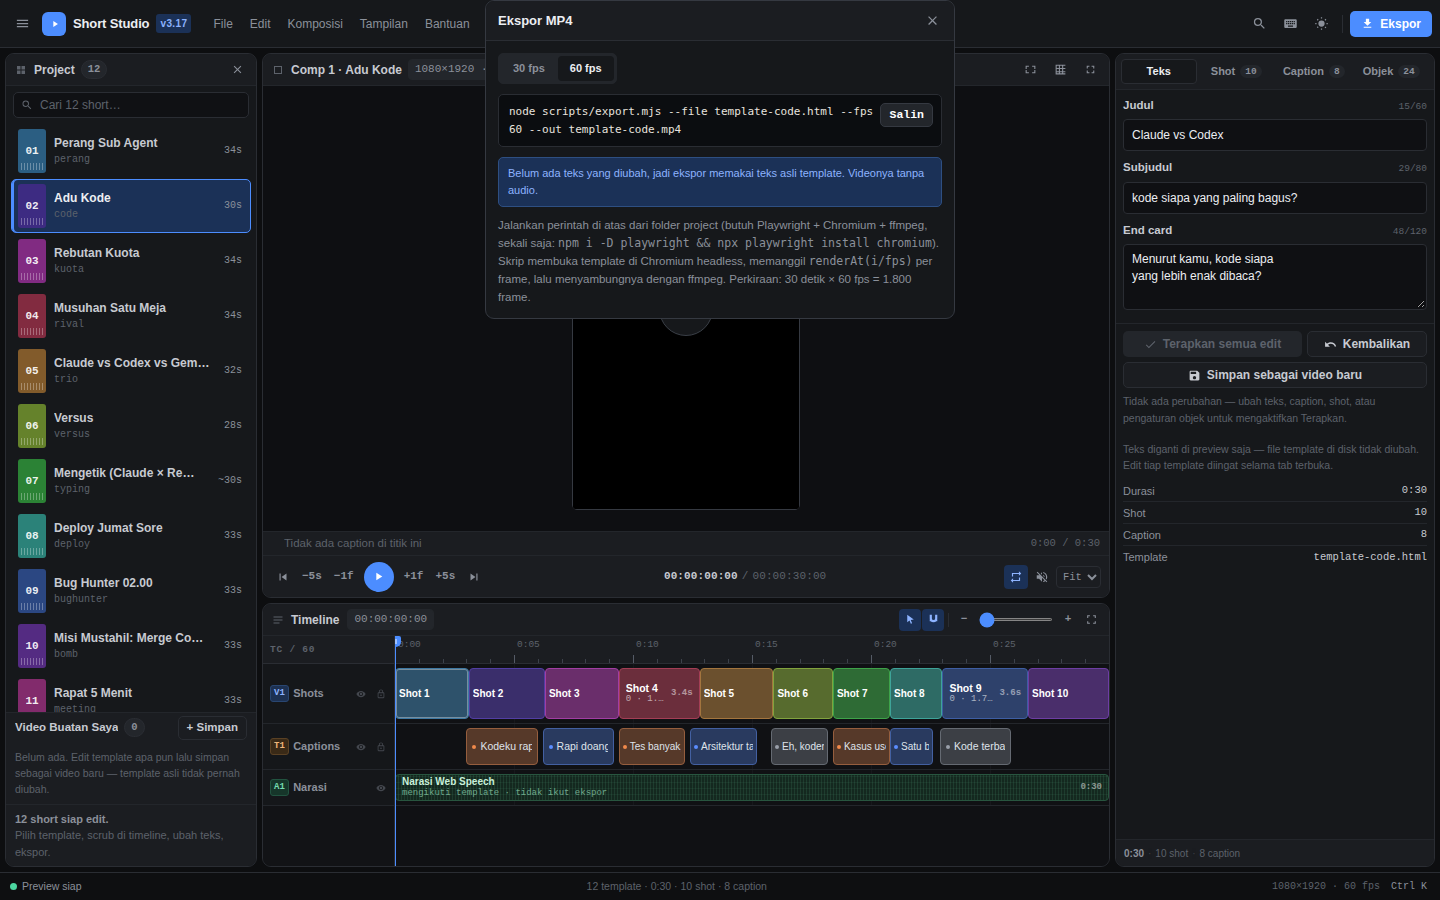 Short Studio v3.17 File Edit Komposisi Tampilan Bantuan
Ekspor
Ekspor MP4
30 fps 60 fps
node scripts/export.mjs --file template-code.html --fps
60 --out template-code.mp4
Salin
Belum ada teks yang diubah, jadi ekspor memakai teks asli template. Videonya tanpa
audio.
Jalankan perintah di atas dari folder project (butuh Playwright + Chromium + ffmpeg,
sekali saja: npm i -D playwright && npx playwright install chromium).
Skrip membuka template di Chromium headless, memanggil renderAt(i/fps) per
frame, lalu menyambungnya dengan ffmpeg. Perkiraan: 30 detik × 60 fps = 1.800
frame.
Project 12
Cari 12 short…
01 Perang Sub Agent 34s
perang
02 Adu Kode 30s
code
03 Rebutan Kuota 34s
kuota
04 Musuhan Satu Meja 34s
rival
05 Claude vs Codex vs Gem… 32s
trio
06 Versus 28s
versus
07 Mengetik (Claude × Re… ~30s
typing
08 Deploy Jumat Sore 33s
deploy
09 Bug Hunter 02.00 33s
bughunter
10 Misi Mustahil: Merge Co… 33s
bomb
11 Rapat 5 Menit 33s
meeting
Video Buatan Saya 0 + Simpan
Belum ada. Edit template apa pun lalu simpan
sebagai video baru — template asli tidak pernah
diubah.
12 short siap edit.
Pilih template, scrub di timeline, ubah teks,
ekspor.
Comp 1 · Adu Kode 1080×1920 ·
Tidak ada caption di titik ini 0:00 / 0:30
−5s −1f +1f +5s 00:00:00:00 / 00:00:30:00 Fit
Timeline 00:00:00:00 − +
TC / 60 0:00 0:05 0:10 0:15 0:20 0:25
V1 Shots Shot 1 Shot 2 Shot 3 Shot 4 3.4s Shot 5 Shot 6 Shot 7 Shot 8 Shot 9 3.6s Shot 10
0 · 1.… 0 · 1.7…
T1 Captions Kodeku rap Rapi doang Tes banyak Arsitektur ta Eh, koder Kasus us Satu b Kode terba
A1 Narasi Narasi Web Speech 0:30
mengikuti template · tidak ikut ekspor
Teks Shot 10 Caption 8 Objek 24
Judul 15/60
Claude vs Codex
Subjudul 29/80
kode siapa yang paling bagus?
End card 48/120
Menurut kamu, kode siapa
yang lebih enak dibaca?
Terapkan semua edit Kembalikan
Simpan sebagai video baru
Tidak ada perubahan — ubah teks, caption, shot, atau
pengaturan objek untuk mengaktifkan Terapkan.
Teks diganti di preview saja — file template di disk tidak diubah.
Edit tiap template diingat selama tab terbuka.
Durasi 0:30
Shot 10
Caption 8
Template template-code.html
0:30 · 10 shot · 8 caption
Preview siap 12 template · 0:30 · 10 shot · 8 caption 1080×1920 · 60 fps Ctrl K